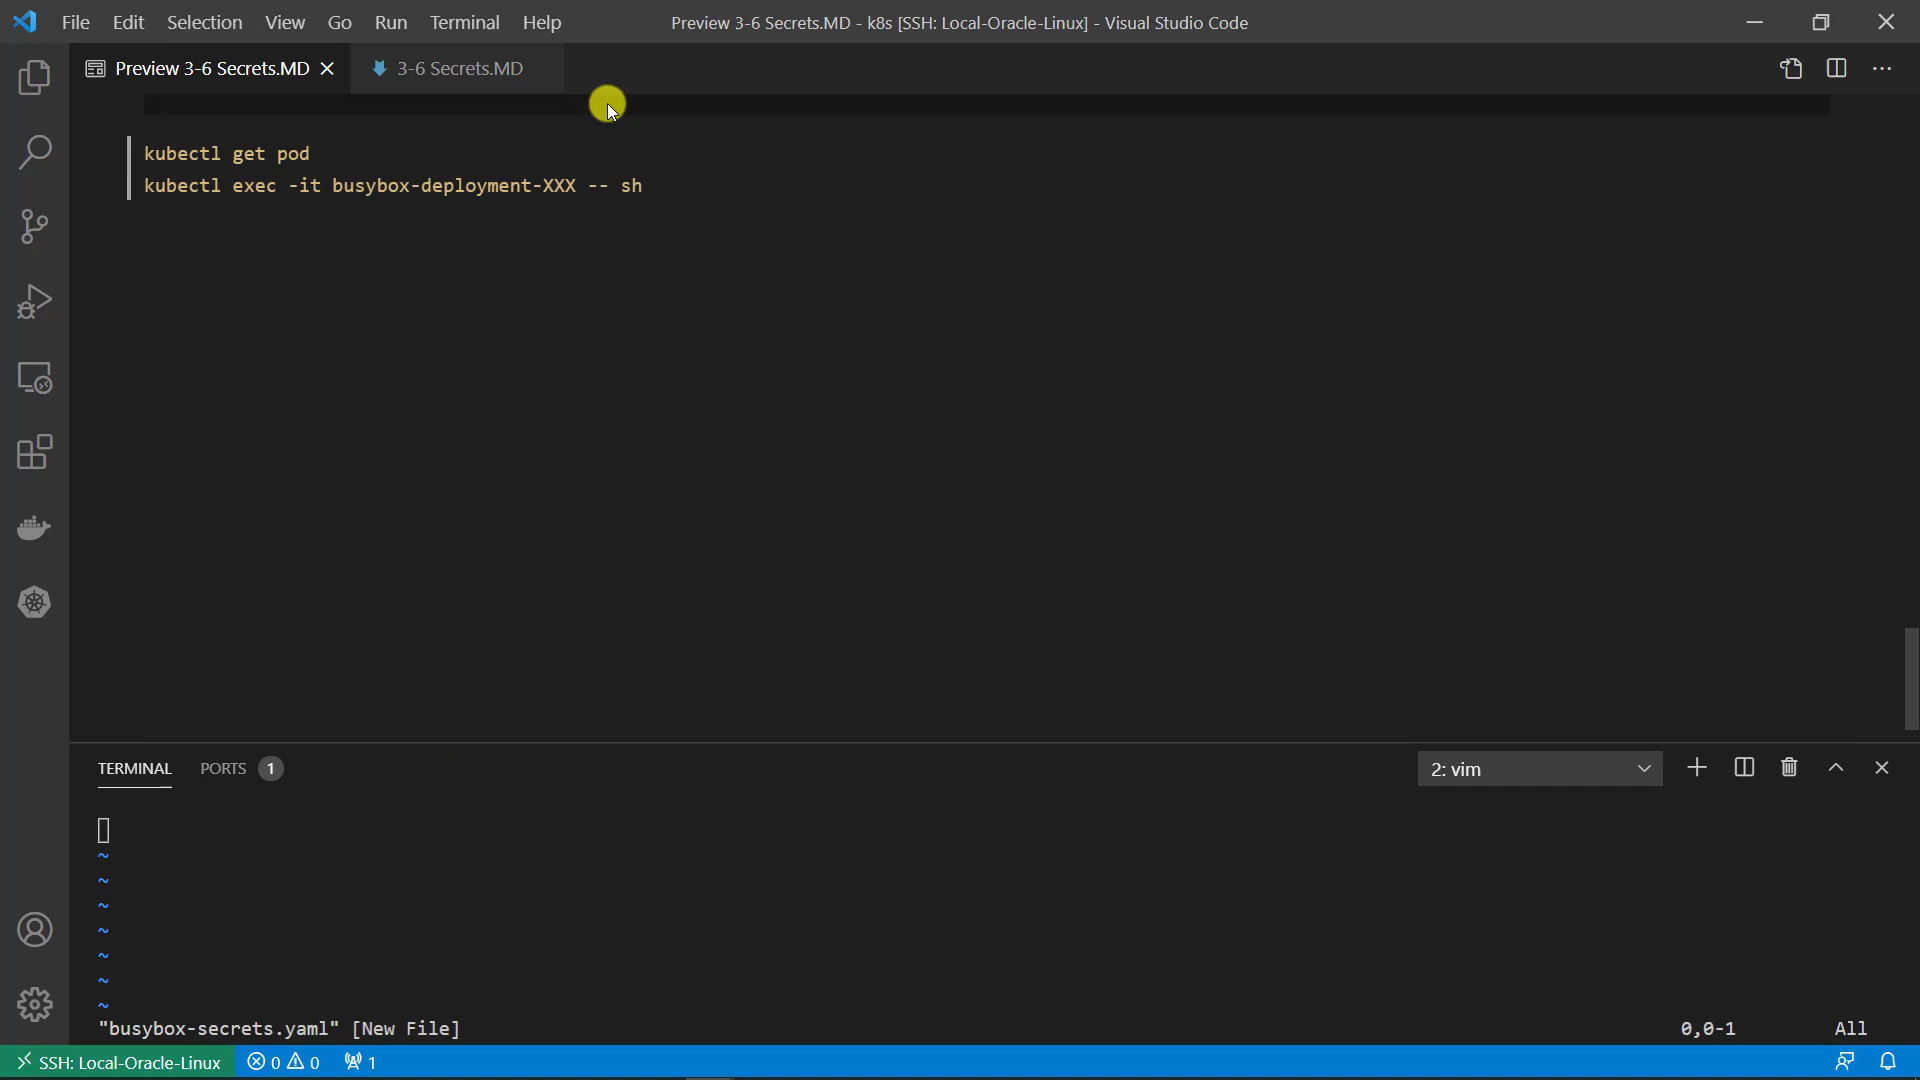 File Edit Selection View Go Run Terminal Help Preview 3-6 Secrets.MD - k8s [SSH: Local-Oracle-Linux] - Visual Studio Code
Preview 3-6 Secrets.MD 3-6 Secrets.MD
kubectl get pod
kubectl exec -it busybox-deployment-XXX -- sh
TERMINAL PORTS 1 2: vim
~
~
~
~
~
~
~
"busybox-secrets.yaml" [New File] 0,0-1 All
SSH: Local-Oracle-Linux 0 0 1